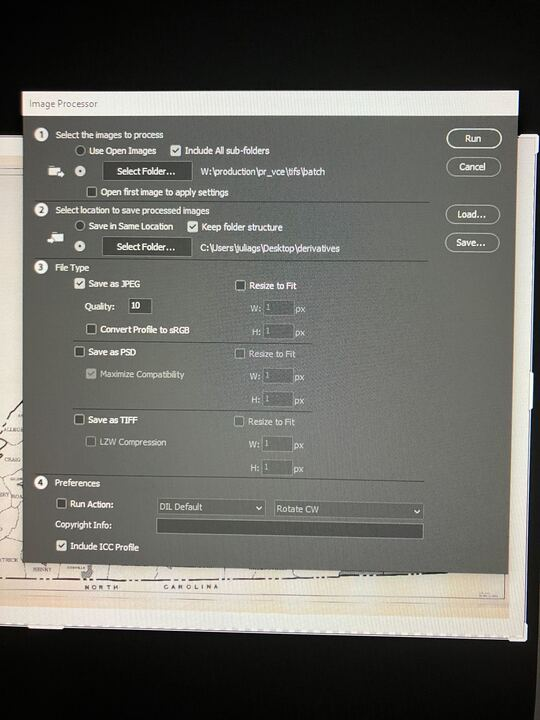 Image Processor
1 Select the images to process
Use Open Images Include All sub-folders
Run
Select Folder... W:\production\pr_vce\tifs\batch
Cancel
Open first image to apply settings
2 Select location to save processed images
Load...
Save in Same Location Keep folder structure
Select Folder... C:\Users\juliags\Desktop\derivatives
Save...
3 File Type
Save as JPEG Resize to Fit
Quality: 10 W: 1 px
Convert Profile to sRGB H: 1 px
Save as PSD Resize to Fit
Maximize Compatibility W: 1 px
H: 1 px
Save as TIFF Resize to Fit
LZW Compression W: 1 px
H: 1 px
4 Preferences
Run Action: DIL Default Rotate CW
Copyright Info:
Include ICC Profile
CRAIG
HENRY
NORTH CAROLINA